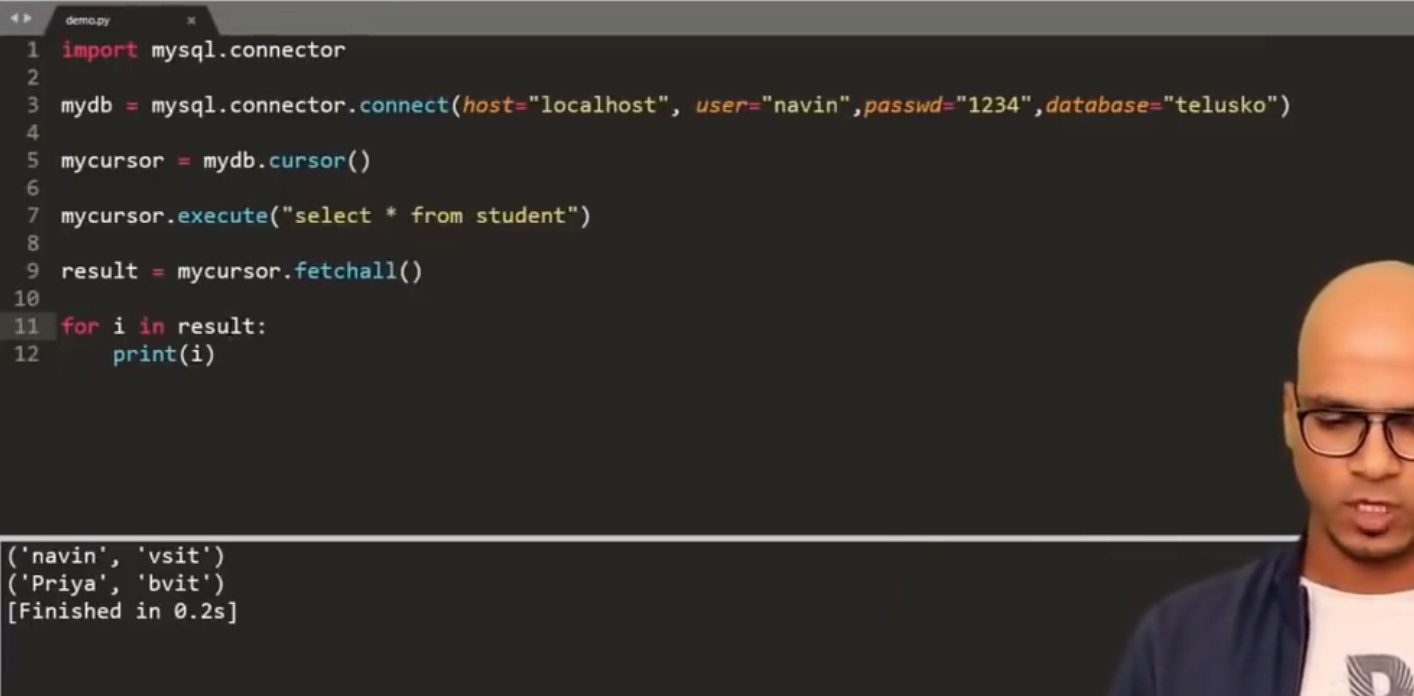 demo.py
1 import mysql.connector
2
3 mydb = mysql.connector.connect(host="localhost", user="navin",passwd="1234",database="telusko")
4
5 mycursor = mydb.cursor()
6
7 mycursor.execute("select * from student")
8
9 result = mycursor.fetchall()
10
11 for i in result:
12     print(i)
('navin', 'vsit')
('Priya', 'bvit')
[Finished in 0.2s]